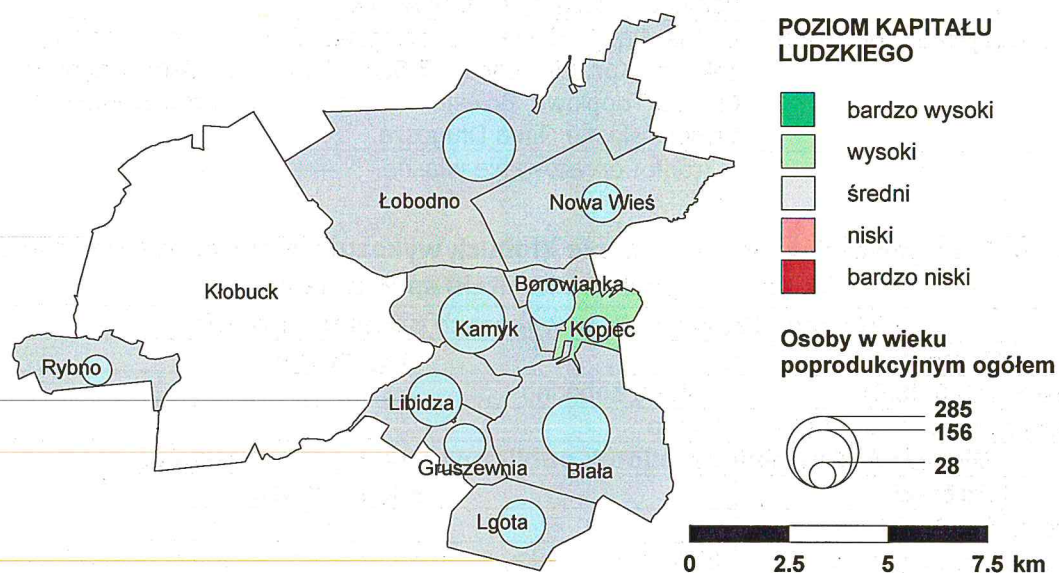 POZIOM KAPITAŁU
LUDZKIEGO
bardzo wysoki
wysoki
średni
niski
bardzo niski
Osoby w wieku
poprodukcyjnym ogółem
285
156
28
0 2.5 5 7.5 km
Łobodno
Nowa Wieś
Kłobuck
Borowianka
Kamyk
Kopiec
Rybno
Libidza
Gruszewnia
Biała
Lgota